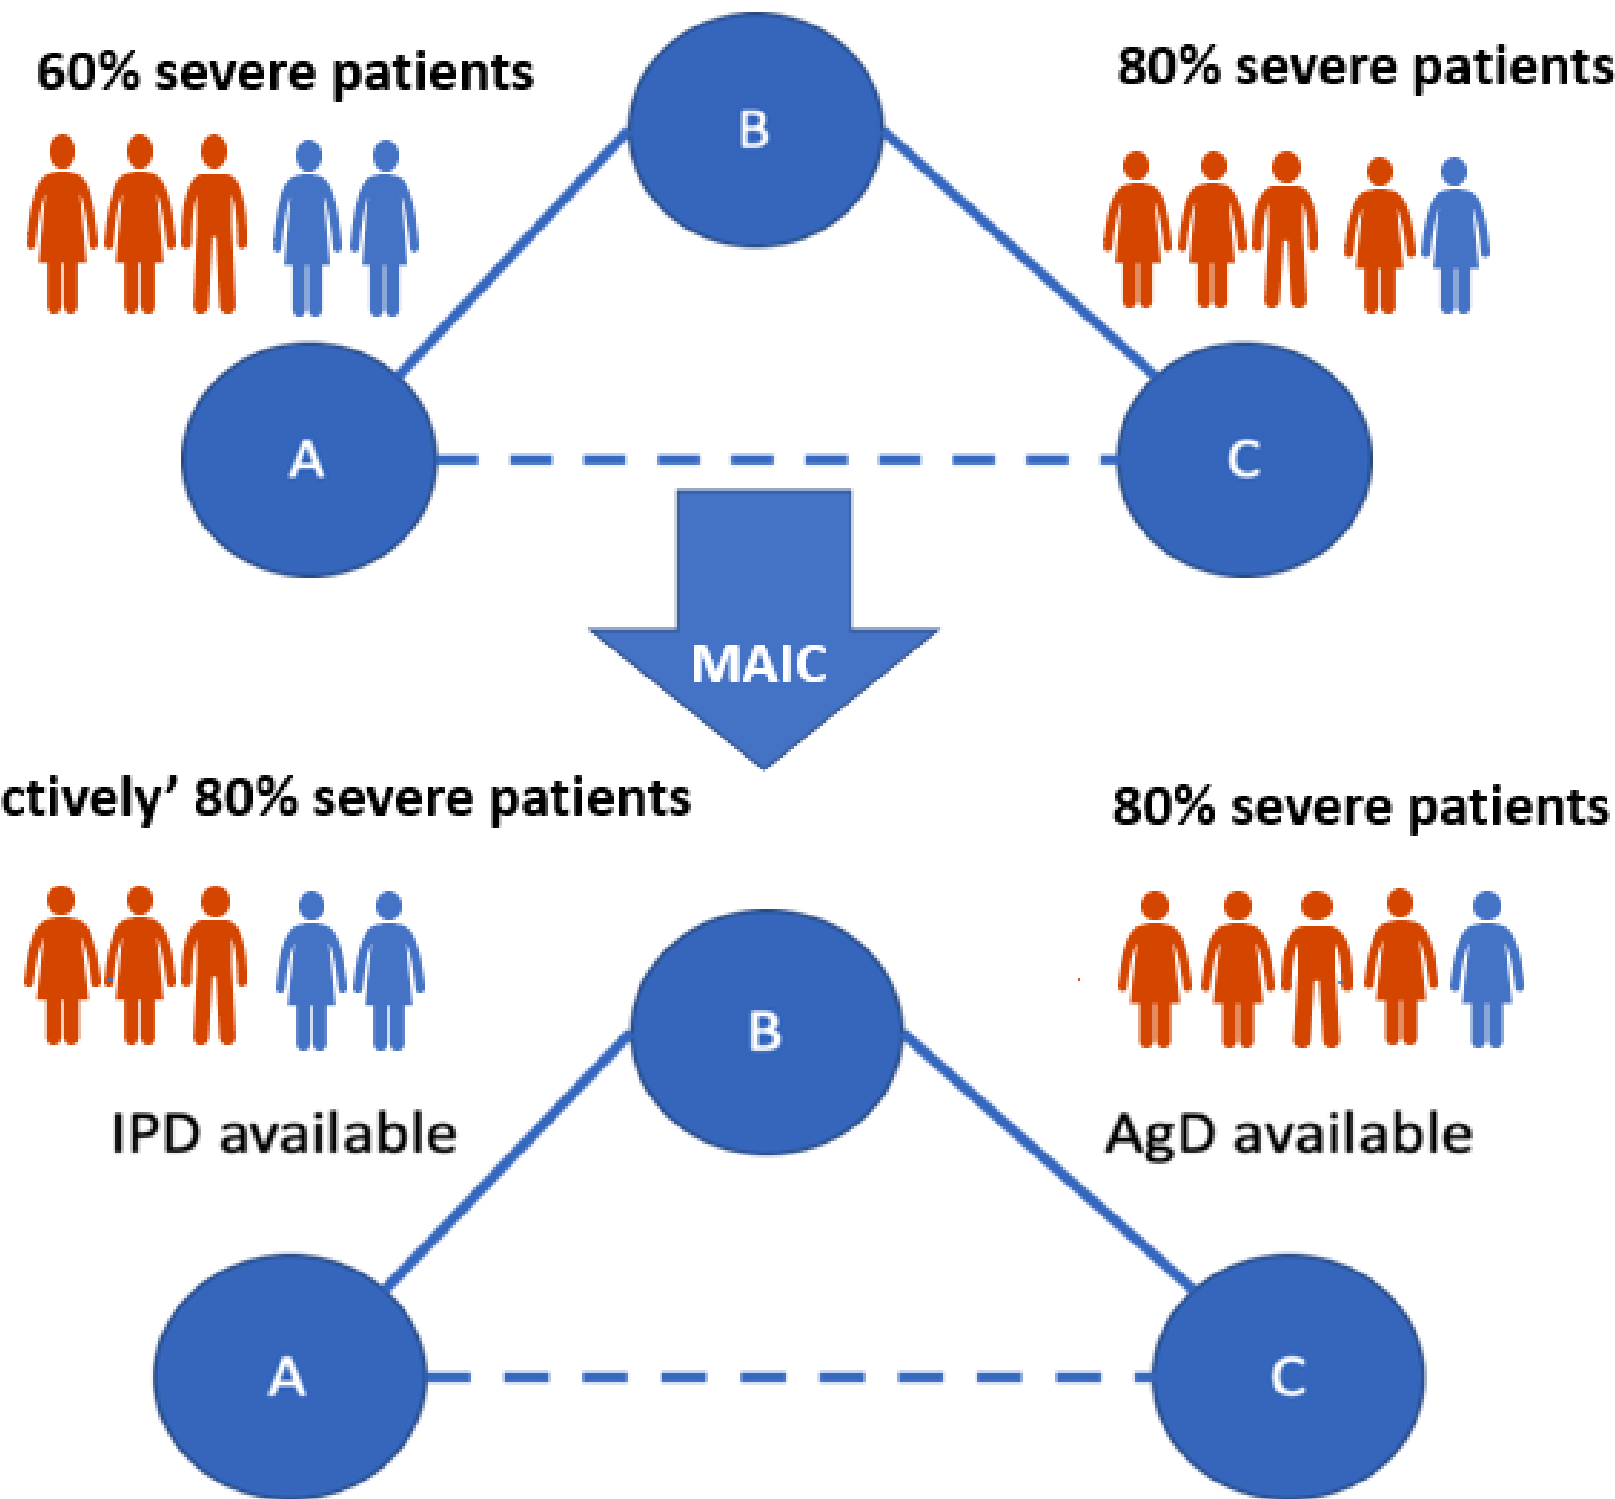 60% severe patients
80% severe patients
B
A
C
MAIC
ctively’ 80% severe patients
80% severe patients
B
IPD available
AgD available
A
C